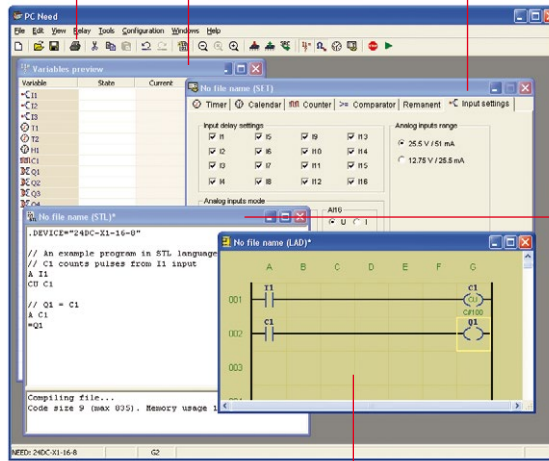 PC Need
File Edit View Relay Tools Configuration Windows Help
Variables preview
Variable State Current
I1
I2
I3
T1
T2
H1
C1
Q1
Q2
Q3
Q4
No file name (SET)
Timer Calendar Counter Comparator Remanent Input settings
Input delay settings
I1 I5 I9 I13
I2 I6 I10 I14
I3 I7 I11 I15
I4 I8 I12 I16
Analog inputs range
25.5 V / 51 mA
12.75 V / 25.5 mA
Analog inputs mode
AI16
U I
No file name (STL)*
.DEVICE="24DC-X1-16-8"
// An example program in STL language
// C1 counts pulses from I1 input
A I1
CU C1
// Q1 = C1
A C1
=Q1
Compiling file...
Code size 9 (max 835). Memory usage 1
No file name (LAD)*
A B C D E F G
001 I1 C1
CU
C#100
002 C1 Q1
003
NEED: 24DC-X1-16-8 G2